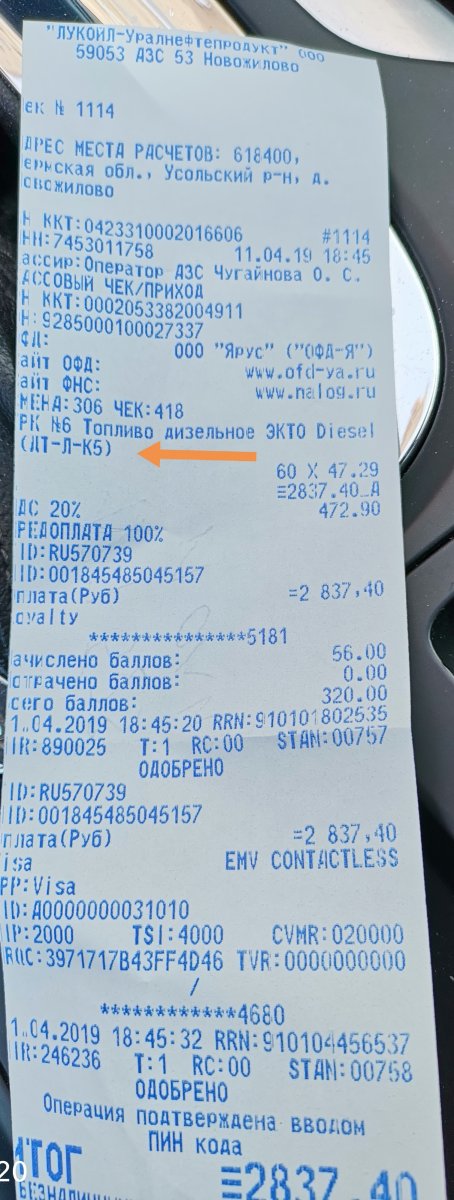 "ЛУКОЙЛ-Уралнефтепродукт" ООО
59053 АЗС 53 Новожилово
ек № 1114
ДРЕС МЕСТА РАСЧЕТОВ: 618400,
ермская обл., Усольский р-н, д.
овожилово
Н ККТ:0423310002016606 #1114
НН:7453011758 11.04.19 18:45
ассир:Оператор АЗС Чугайнова О. С.
АССОВЫЙ ЧЕК/ПРИХОД
Н ККТ:0002053382004911
Н:9285000100027337
ФД: ООО "Ярус" ("ОФД-Я")
айт ОФД: www.ofd-ya.ru
айт ФНС: www.nalog.ru
МЕНА:306 ЧЕК:418
РК №6 Топливо дизельное ЭКТО Diesel
(ДТ-Л-К5)
60 X 47.29
≡2837.40_А
ДС 20% 472.90
РЕДОПЛАТА 100%
ID:RU570739
ID:001845485045157
плата(Руб) =2 837,40
oyalty
***************5181
ачислено баллов: 56.00
отрачено баллов: 0.00
сего баллов: 320.00
1.04.2019 18:45:20 RRN:910101802535
IR:890025 T:1 RC:00 STAN:00757
ОДОБРЕНО
ID:RU570739
ID:001845485045157
плата(Руб) =2 837,40
isa EMV CONTACTLESS
PP:Visa
ID:A0000000031010
IP:2000 TSI:4000 CVMR:020000
RQC:3971717B43FF4D46 TVR:0000000000
/
************4680
1.04.2019 18:45:32 RRN:910104456537
IR:246236 T:1 RC:00 STAN:00758
ОДОБРЕНО
Операция подтверждена вводом
ПИН кода
ИТОГ ≡2837.40
20